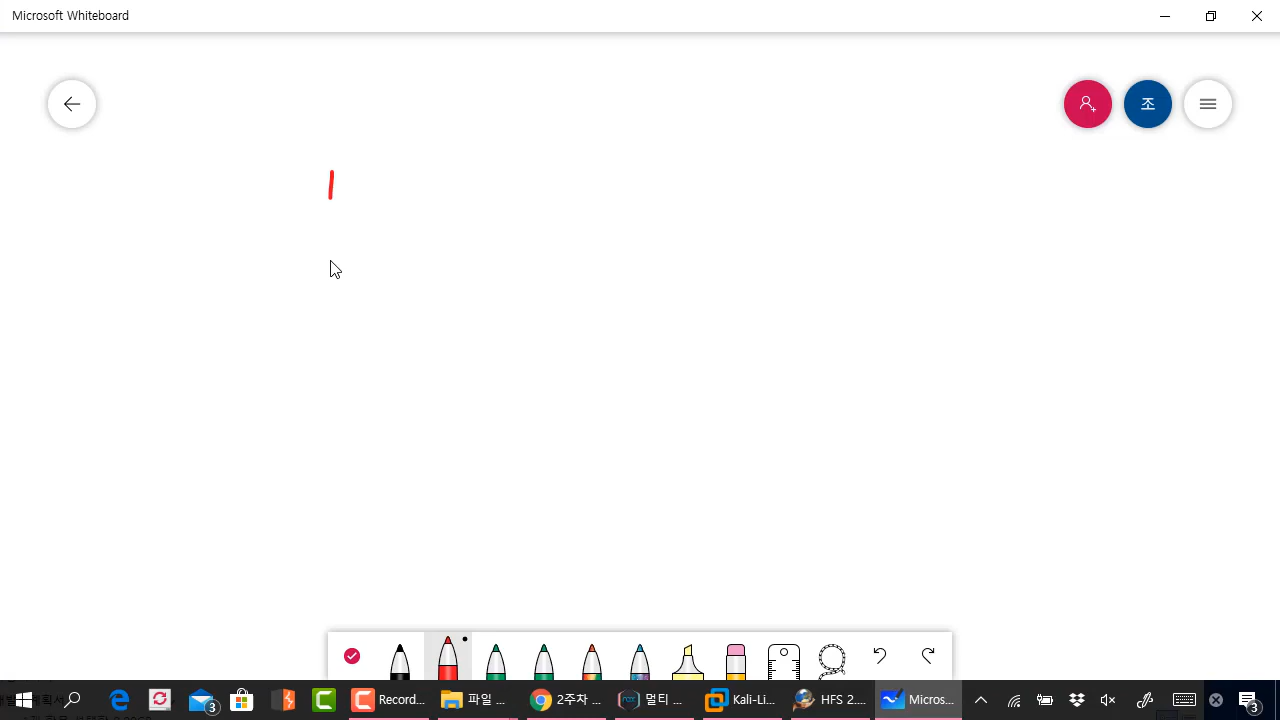 Microsoft Whiteboard
조
Record...
파일 ...
2주차 ...
멀티 ...
Kali-Li...
HFS 2....
Micros...
3
3